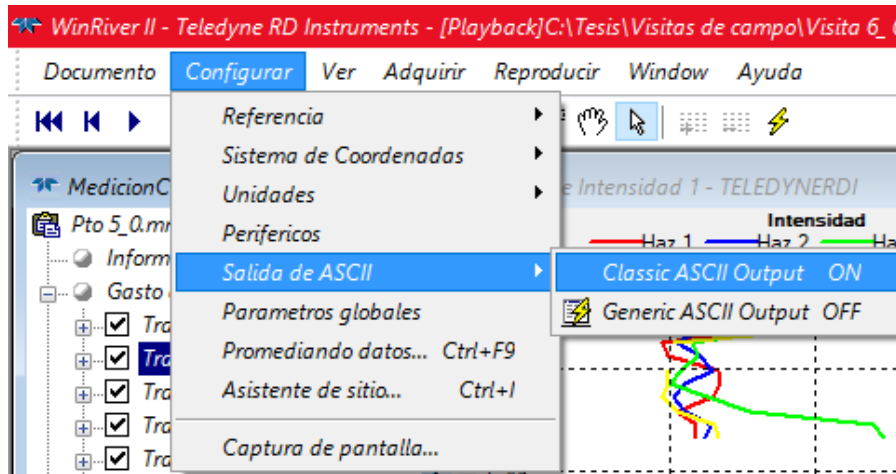 WinRiver II - Teledyne RD Instruments - [Playback]C:\Tesis\Visitas de campo\Visita 6_
Documento Configurar Ver Adquirir Reproducir Window Ayuda
Referencia
Sistema de Coordenadas
Unidades
Perifericos
Salida de ASCII
Parametros globales
Promediando datos... Ctrl+F9
Asistente de sitio... Ctrl+I
Captura de pantalla...
Classic ASCII Output ON
Generic ASCII Output OFF
MedicionC
e Intensidad 1 - TELEDYNERDI
Pto 5_0.mr
Inform
Gasto
Tra
Tra
Tra
Tra
Tra
Intensidad
Haz 1 Haz 2 Ha